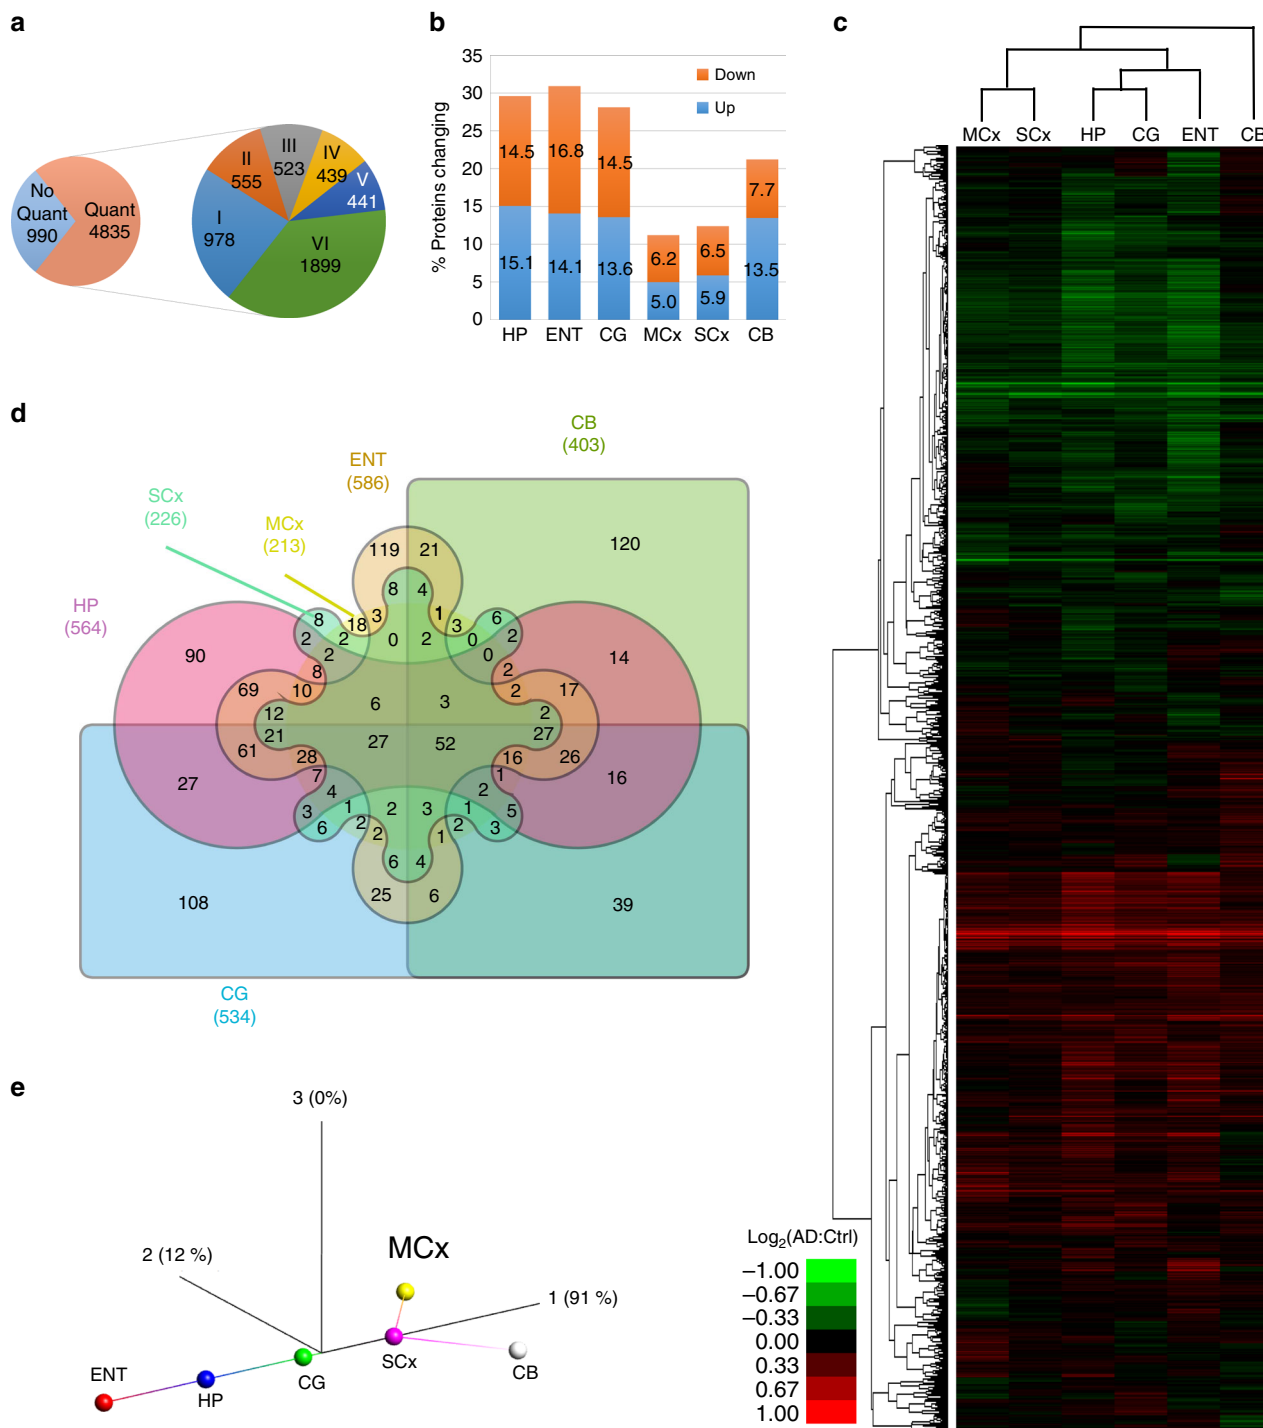 a
No
Quant
990
Quant
4835
I
978
II
555
III
523
IV
439
V
441
VI
1899
b
% Proteins changing
35
30
25
20
15
10
5
0
Down
Up
14.5
16.8
14.5
6.2
6.5
7.7
15.1
14.1
13.6
5.0
5.9
13.5
HP ENT CG MCx SCx CB
c
MCx SCx HP CG ENT CB
d
CB
(403)
ENT
(586)
SCx
(226)
MCx
(213)
HP
(564)
CG
(534)
119 21
120
8 4
8 18 3 1 3 6
2 2 0 2 0 2
2 0
90 8 2 14
69 10 2 17
12 6 3 2
21 27 52 27
61 28 16 26
27 7 1 16
4 2
3 1 2 3 1 5
6 2 2 1 2 3
6 4
25 6
108 39
e
3 (0%)
2 (12 %)
1 (91 %)
MCx
SCx
CB
CG
HP
ENT
Log₂(AD:Ctrl)
–1.00
–0.67
–0.33
0.00
0.33
0.67
1.00